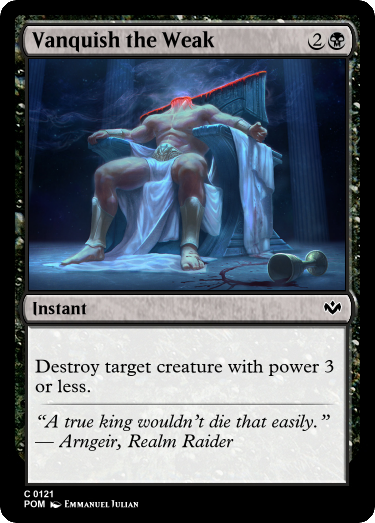 Vanquish the Weak 2
Instant
Destroy target creature with power 3
or less.
“A true king wouldn’t die that easily.”
— Arngeir, Realm Raider
C 0121
POM Emmanuel Julian